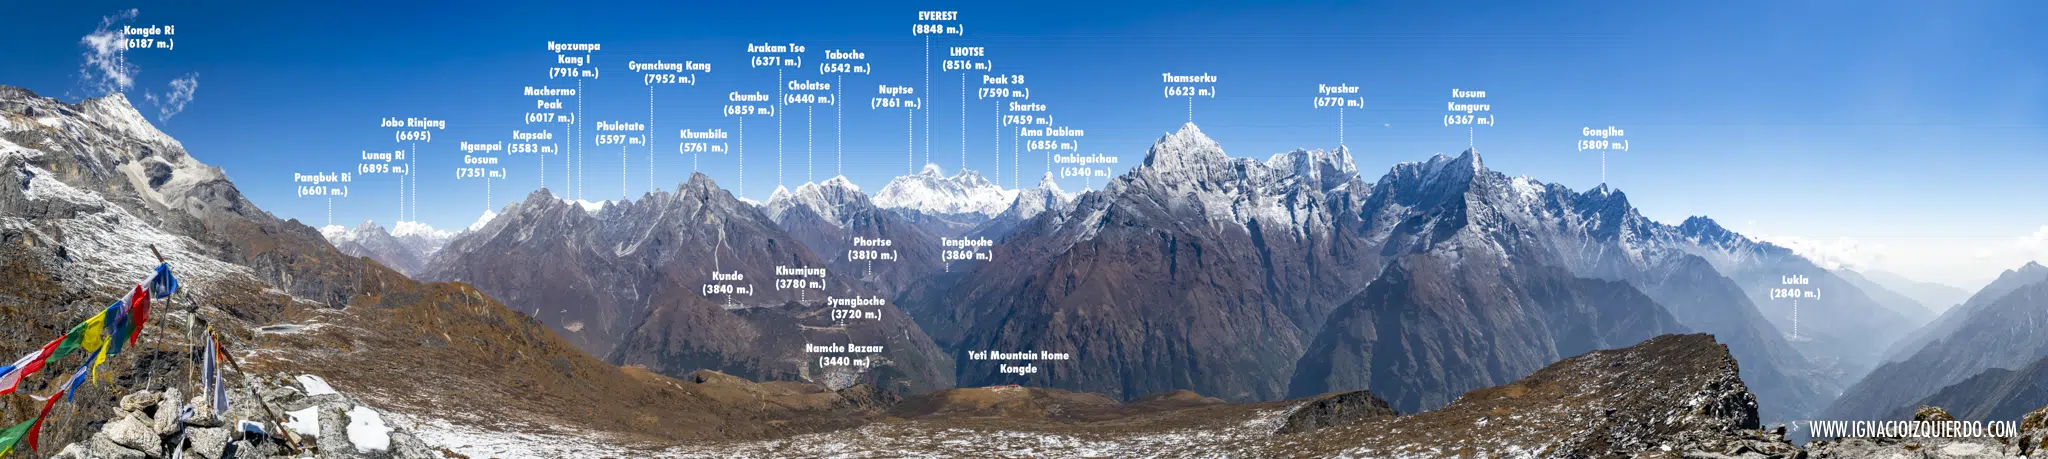 Kongde Ri
(6187 m.)
Pangbuk Ri
(6601 m.)
Lunag RI
(6895 m.)
Jobo Rinjang
(6695)
Nganpai
Gosum
(7351 m.)
Kapsale
(5583 m.)
Machermo
Peak
(6017 m.)
Ngozumpa
Kang I
(7916 m.)
Phuletate
(5597 m.)
Gyanchung Kang
(7952 m.)
Khumbila
(5761 m.)
Chumbu
(6859 m.)
Arakam Tse
(6371 m.)
Cholatse
(6440 m.)
Taboche
(6542 m.)
Nuptse
(7861 m.)
EVEREST
(8848 m.)
LHOTSE
(8516 m.)
Peak 38
(7590 m.)
Shartse
(7459 m.)
Ama Dablam
(6856 m.)
Ombigaichan
(6340 m.)
Thamserku
(6623 m.)
Kyashar
(6770 m.)
Kusum
Kanguru
(6367 m.)
Gonglha
(5809 m.)
Kunde
(3840 m.)
Khumjung
(3780 m.)
Syangboche
(3720 m.)
Namche Bazaar
(3440 m.)
Phortse
(3810 m.)
Tengboche
(3860 m.)
Yeti Mountain Home
Kongde
Lukla
(2840 m.)
WWW.IGNACIOIZQUIERDO.COM